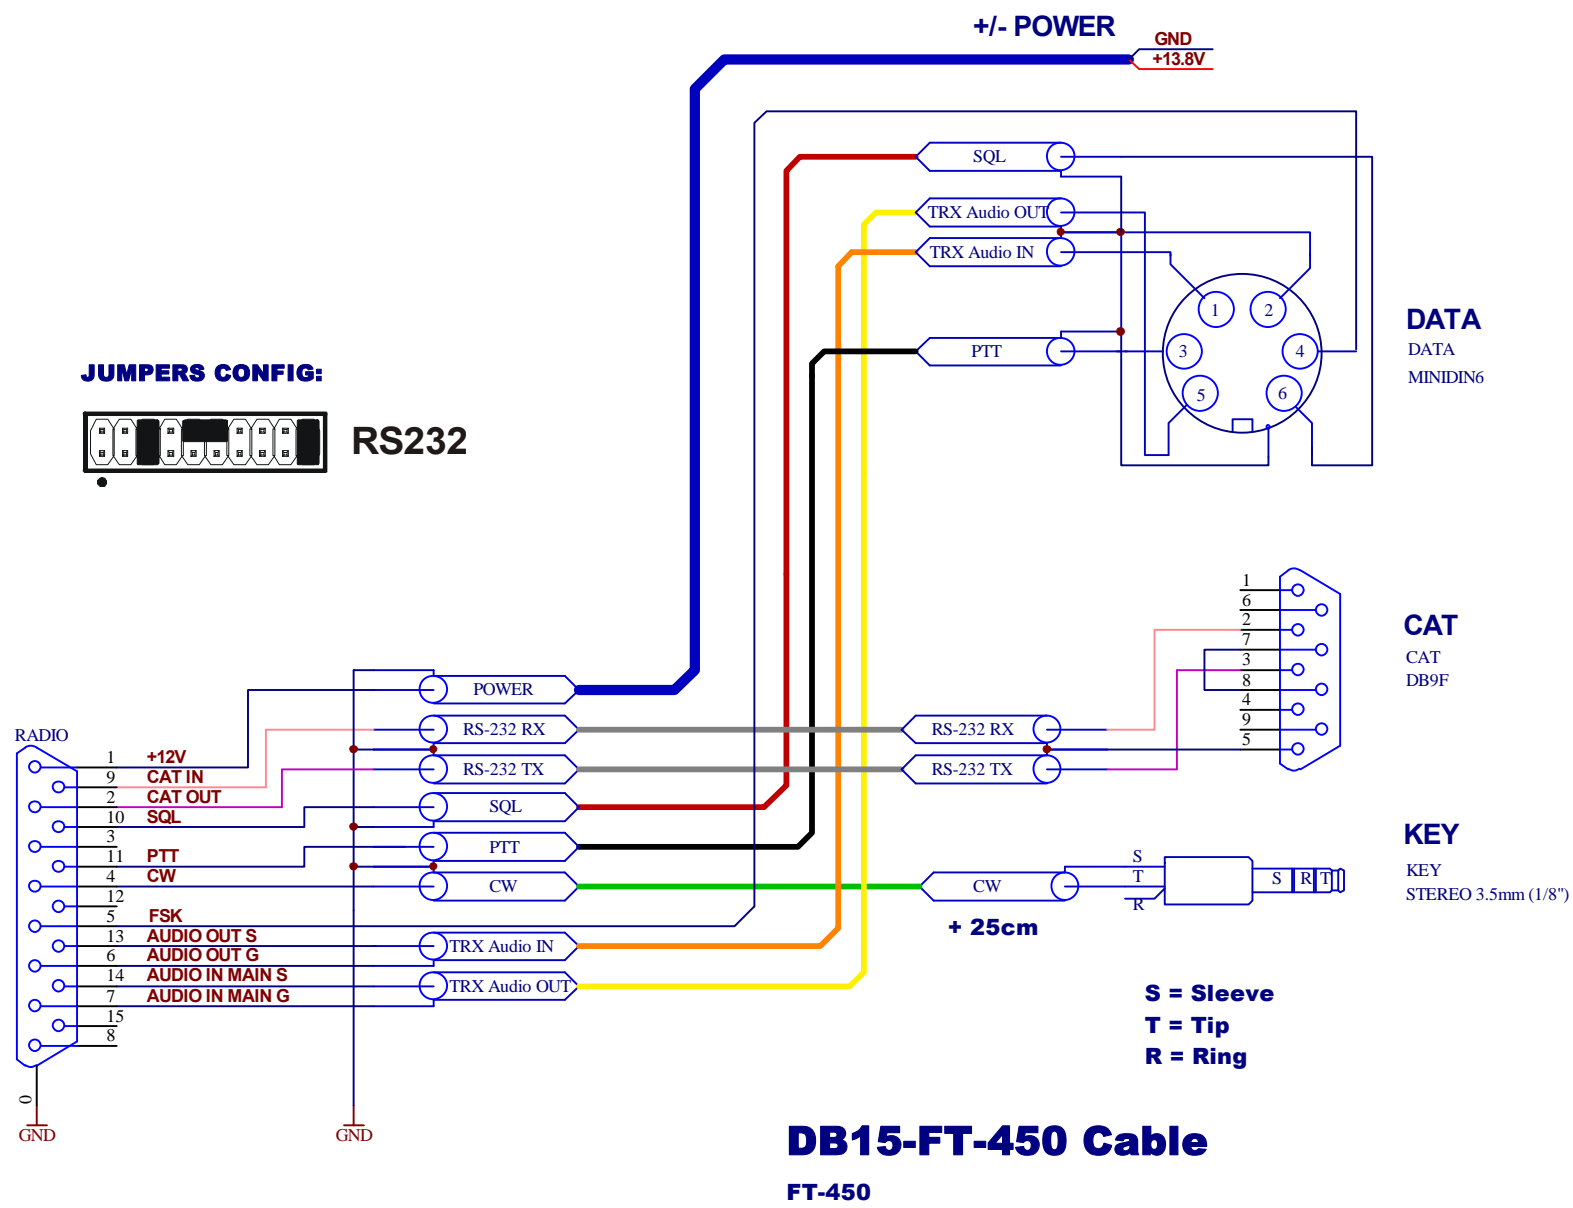 +/- POWER
GND
+13.8V
SQL
TRX Audio OUT
TRX Audio IN
PTT
1
2
3
4
5
6
DATA
DATA
MINIDIN6
JUMPERS CONFIG:
RS232
1
6
2
7
3
8
4
9
5
CAT
CAT
DB9F
POWER
RS-232 RX
RS-232 RX
RS-232 TX
RS-232 TX
SQL
PTT
CW
CW
+ 25cm
TRX Audio IN
TRX Audio OUT
RADIO
1 +12V
9 CAT IN
2 CAT OUT
10 SQL
3
11 PTT
4 CW
12
5 FSK
13 AUDIO OUT S
6 AUDIO OUT G
14 AUDIO IN MAIN S
7 AUDIO IN MAIN G
15
8
0
GND
GND
S
T
R
S R T
KEY
KEY
STEREO 3.5mm (1/8")
S = Sleeve
T = Tip
R = Ring
DB15-FT-450 Cable
FT-450